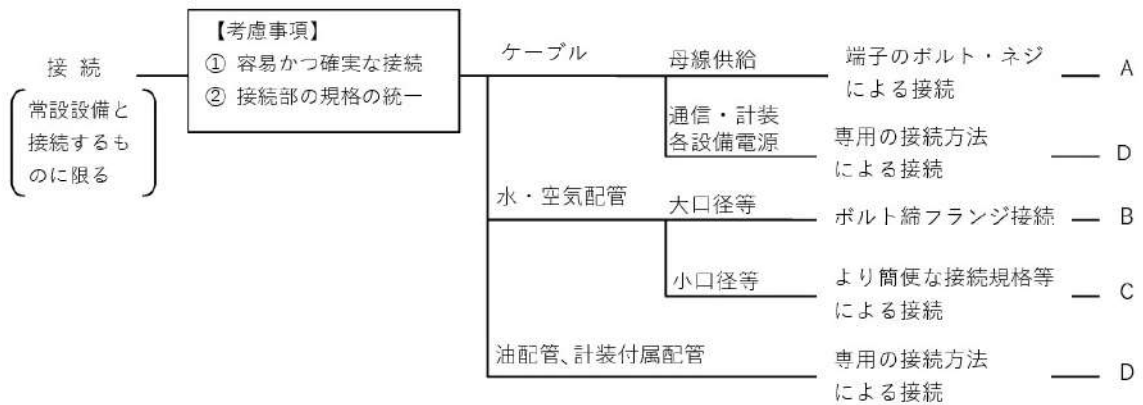 接 続
常設設備と
接続するも
のに限る
【考慮事項】
① 容易かつ確実な接続
② 接続部の規格の統一
ケーブル
母線供給
端子のボルト・ネジ
による接続
A
通信・計装
各設備電源
専用の接続方法
による接続
D
水・空気配管
大口径等
ボルト締フランジ接続
B
小口径等
より簡便な接続規格等
による接続
C
油配管、計装付属配管
専用の接続方法
による接続
D